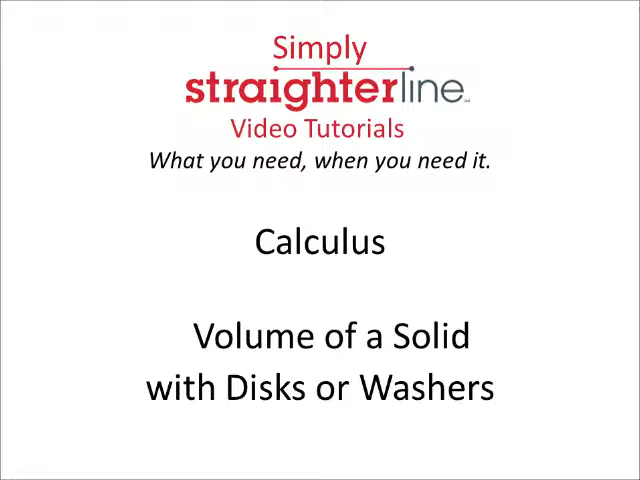 Simply
straighterline
Video Tutorials
What you need, when you need it.
Calculus
Volume of a Solid
with Disks or Washers